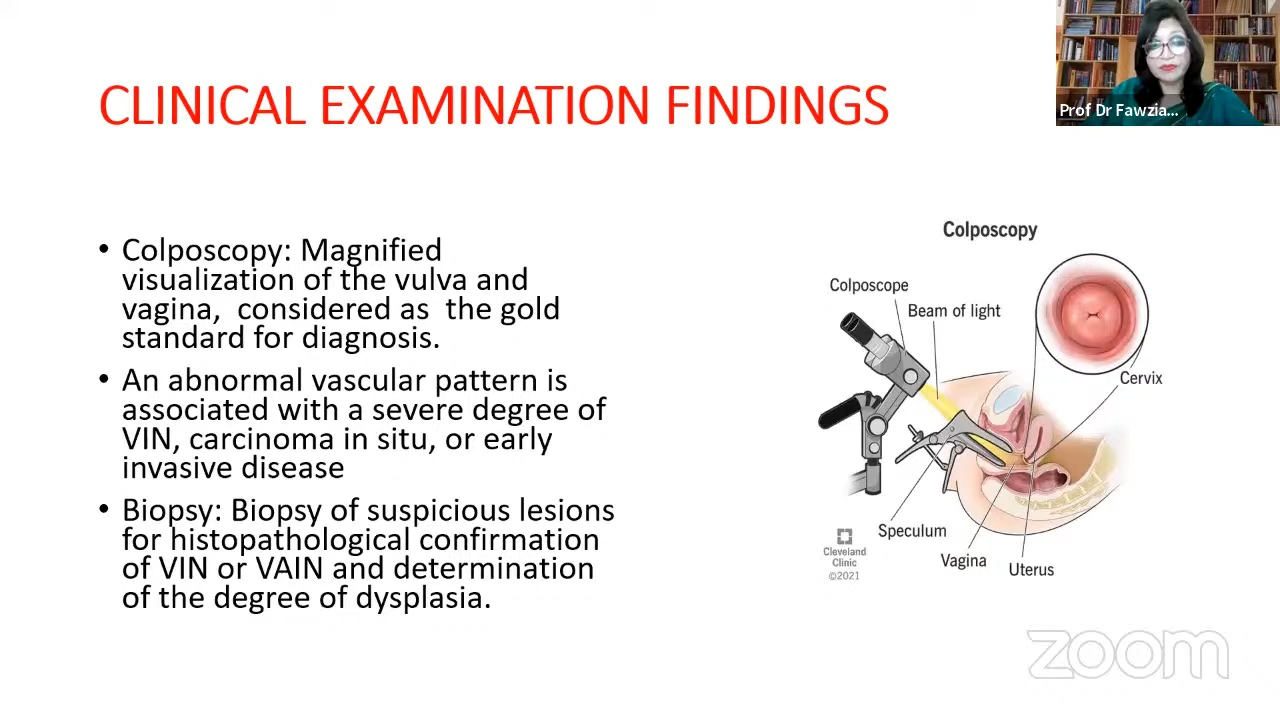 Prof Dr Fawzia...
CLINICAL EXAMINATION FINDINGS
• Colposcopy: Magnified
visualization of the vulva and
vagina, considered as the gold
standard for diagnosis.
• An abnormal vascular pattern is
associated with a severe degree of
VIN, carcinoma in situ, or early
invasive disease
• Biopsy: Biopsy of suspicious lesions
for histopathological confirmation
of VIN or VAIN and determination
of the degree of dysplasia.
Colposcopy
Colposcope
Beam of light
Cervix
Speculum
Vagina
Uterus
Cleveland
Clinic
©2021
zoom